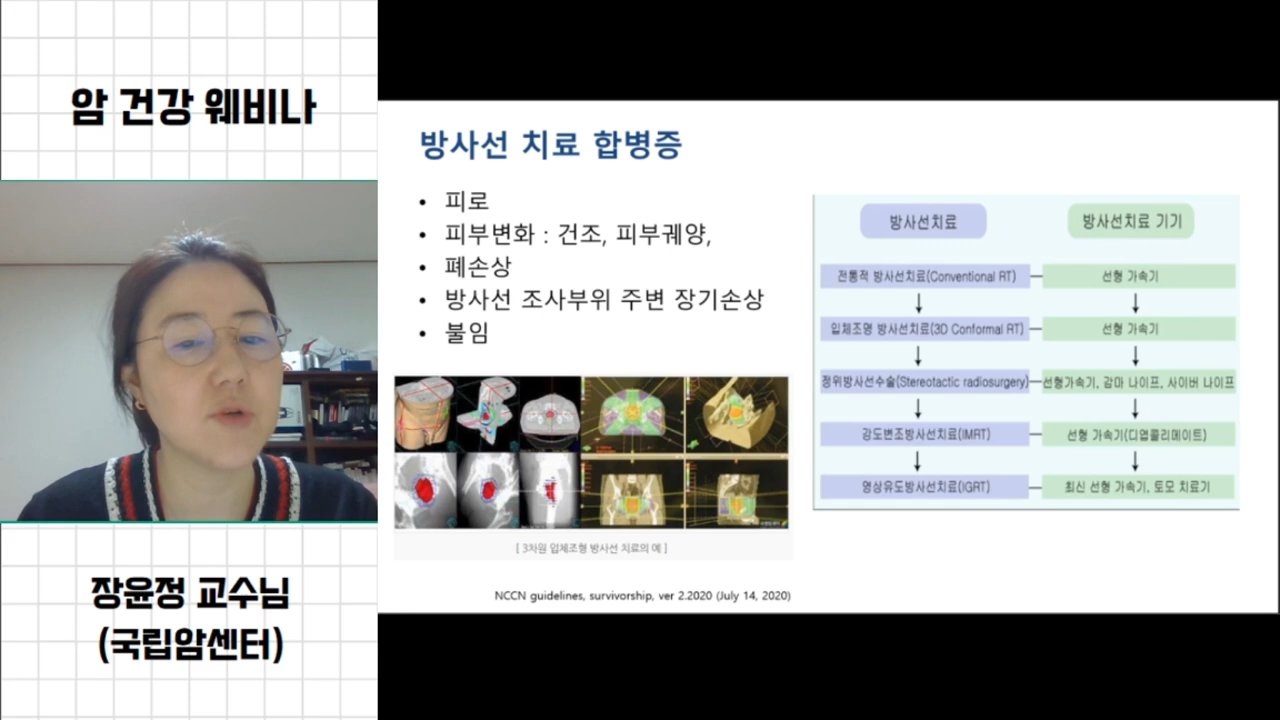 암 건강 웨비나
장윤정 교수님
(국립암센터)
방사선 치료 합병증
• 피로
• 피부변화 : 건조, 피부궤양,
• 폐손상
• 방사선 조사부위 주변 장기손상
• 불임
[ 3차원 입체조형 방사선 치료의 예 ]
방사선치료
방사선치료 기기
전통적 방사선치료(Conventional RT)
선형 가속기
입체조명 방사선치료(3D Conformal RT)
선형 가속기
정위방사선수술(Stereotactic radiosurgery)
선형가속기, 감마 나이프, 사이버 나이프
강도변조방사선치료(IMRT)
선형 가속기(디엽콜리메이트)
영상유도방사선치료(IGRT)
최신 선형 가속기, 토모 치료기
NCCN guidelines, survivorship, ver 2.2020 (July 14, 2020)